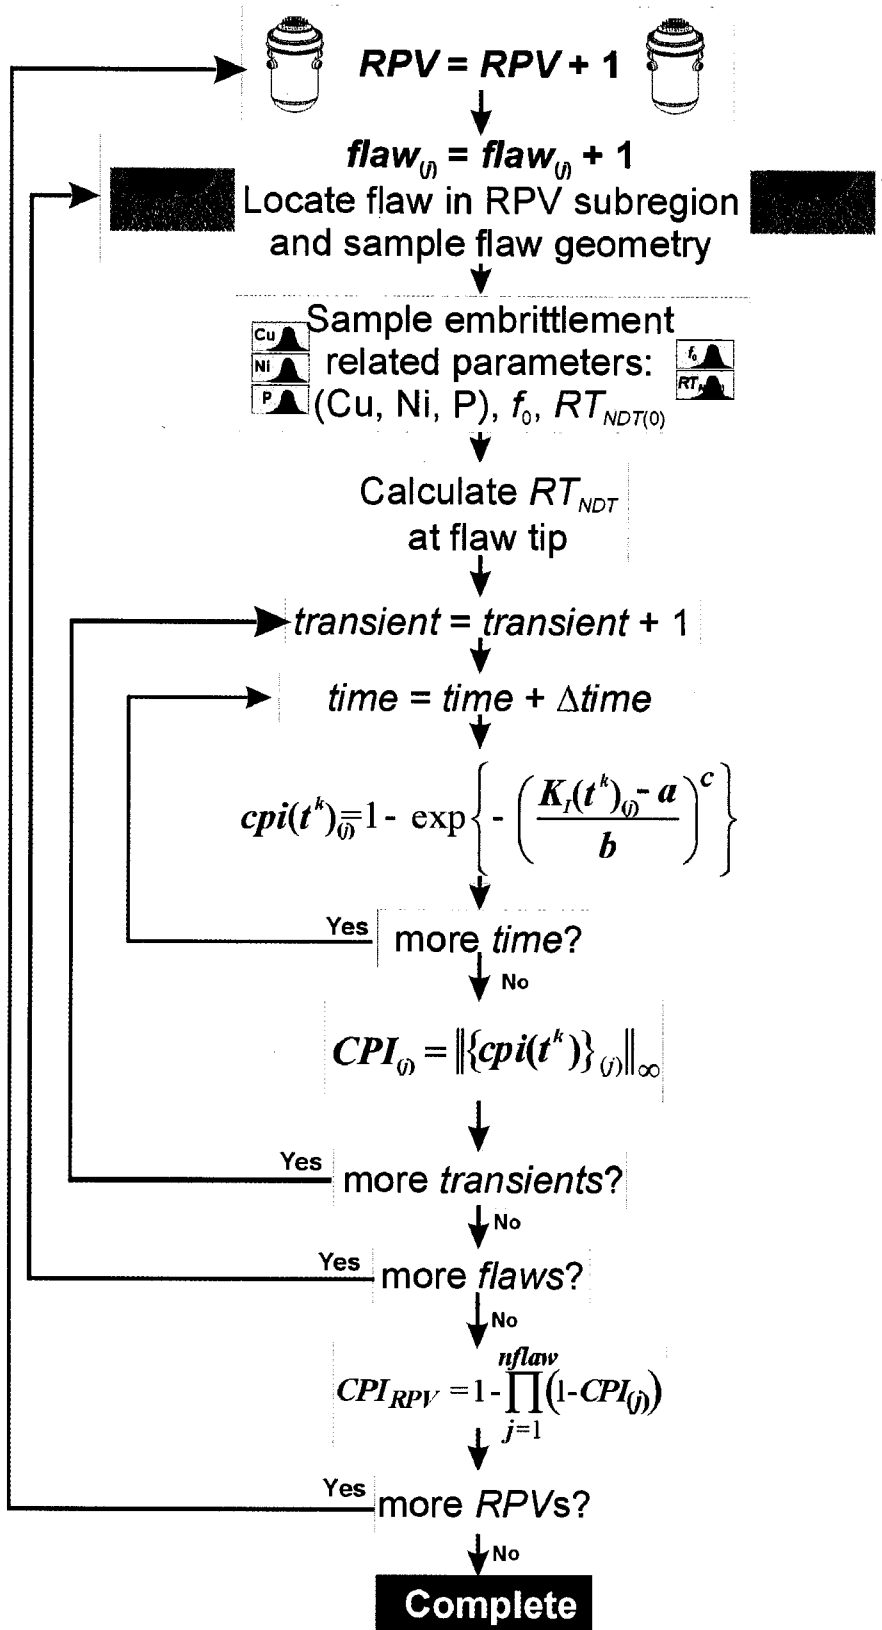 RPV = RPV + 1
flaw(j) = flaw(j) + 1
Locate flaw in RPV subregion
and sample flaw geometry
Cu
Ni
P
Sample embrittlement
related parameters:
(Cu, Ni, P), f0, RTNDT(0)
f0
Calculate RTNDT
at flaw tip
transient = transient + 1
time = time + Δtime
cpi(t^k)(j) = 1 - exp{ - ( (K_I(t^k)(j) - a) / b )^c }
Yes
more time?
No
CPI(j) = ‖{cpi(t^k)}(j)‖∞
Yes
more transients?
No
Yes
more flaws?
No
CPI_RPV = 1 - ∏_{j=1}^{nflaw} (1-CPI(j))
Yes
more RPVs?
No
Complete